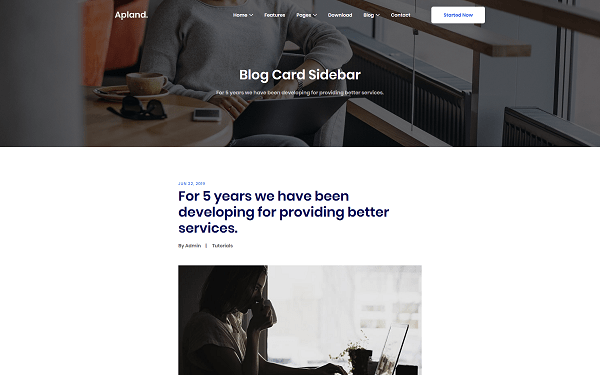 Apland.
Home Features Pages Download Blog Contact Started Now
Blog Card Sidebar
For 5 years we have been developing for providing better services.
JUN 22, 2019
For 5 years we have been
developing for providing better
services.
By Admin | Tutorials